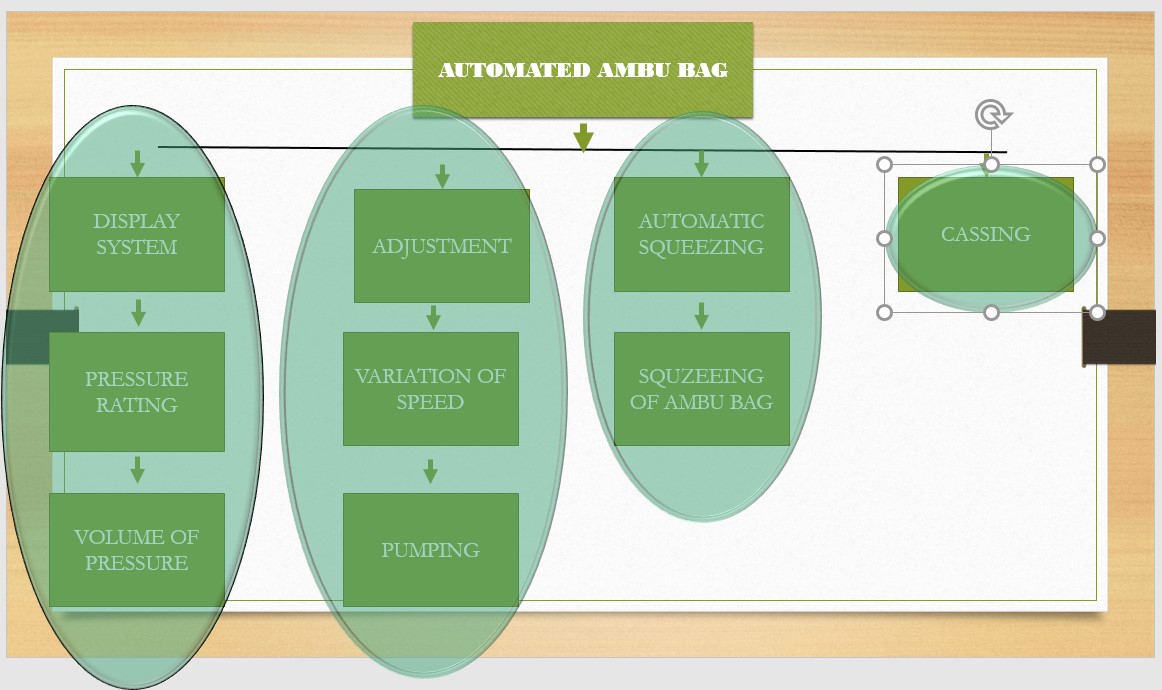 AUTOMATED AMBU BAG
DISPLAY
SYSTEM
PRESSURE
RATING
VOLUME OF
PRESSURE
ADJUSTMENT
VARIATION OF
SPEED
PUMPING
AUTOMATIC
SQUEEZING
SQUZEEING
OF AMBU BAG
CASSING